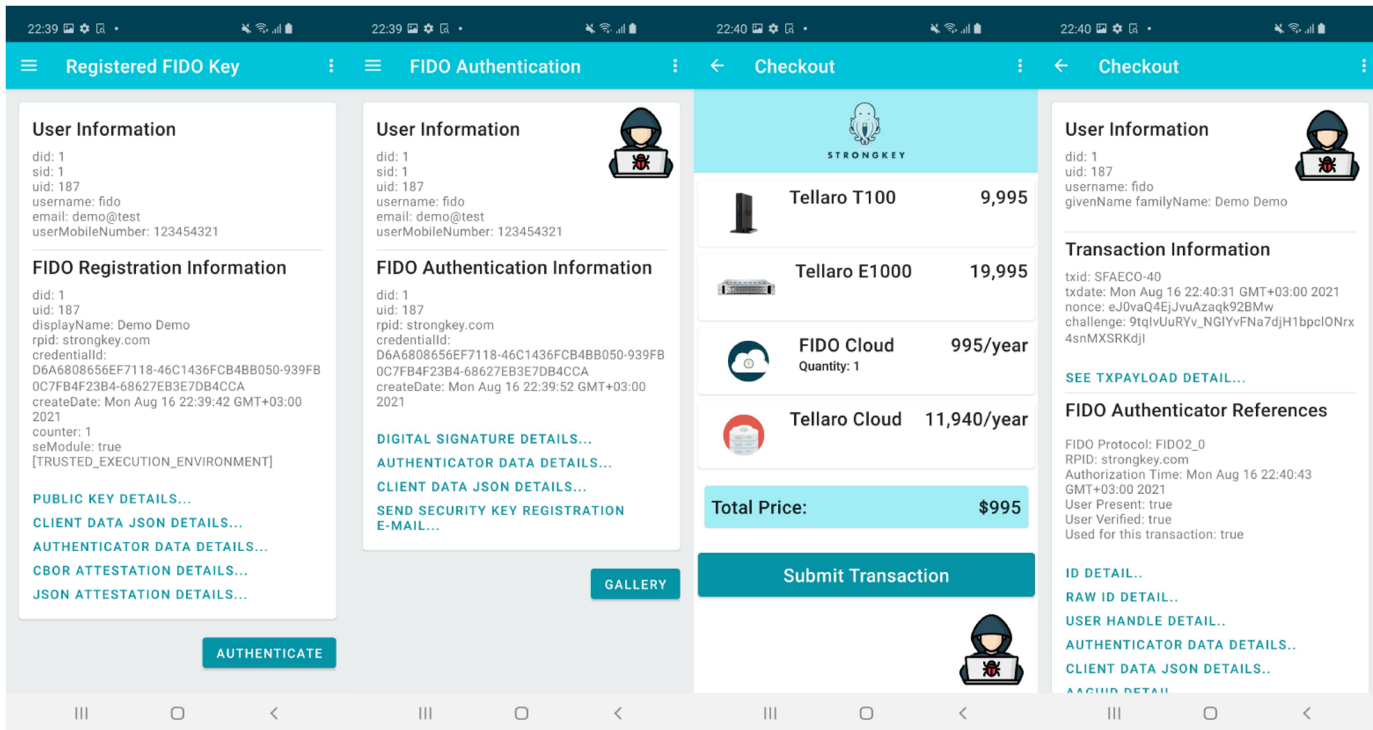 22:39
Registered FIDO Key
User Information
did: 1
sid: 1
uid: 187
username: fido
email: demo@test
userMobileNumber: 123454321
FIDO Registration Information
did: 1
uid: 187
displayName: Demo Demo
rpid: strongkey.com
credentialId:
D6A6808656EF7118-46C1436FCB4BB050-939FB
0C7FB4F23B4-68627EB3E7DB4CCA
createDate: Mon Aug 16 22:39:42 GMT+03:00
2021
counter: 1
seModule: true
[TRUSTED_EXECUTION_ENVIRONMENT]
PUBLIC KEY DETAILS...
CLIENT DATA JSON DETAILS...
AUTHENTICATOR DATA DETAILS...
CBOR ATTESTATION DETAILS...
JSON ATTESTATION DETAILS...
AUTHENTICATE
22:39
FIDO Authentication
User Information
did: 1
sid: 1
uid: 187
username: fido
email: demo@test
userMobileNumber: 123454321
FIDO Authentication Information
did: 1
uid: 187
rpid: strongkey.com
credentialId:
D6A6808656EF7118-46C1436FCB4BB050-939FB
0C7FB4F23B4-68627EB3E7DB4CCA
createDate: Mon Aug 16 22:39:52 GMT+03:00
2021
DIGITAL SIGNATURE DETAILS...
AUTHENTICATOR DATA DETAILS...
CLIENT DATA JSON DETAILS...
SEND SECURITY KEY REGISTRATION
E-MAIL...
GALLERY
22:40
Checkout
STRONGKEY
Tellaro T100 9,995
Tellaro E1000 19,995
FIDO Cloud 995/year
Quantity: 1
Tellaro Cloud 11,940/year
Total Price: $995
Submit Transaction
22:40
Checkout
User Information
did: 1
uid: 187
username: fido
givenName familyName: Demo Demo
Transaction Information
txid: SFAECO-40
txdate: Mon Aug 16 22:40:31 GMT+03:00 2021
nonce: eJ0vaQ4EjJvuAzaqk92BMw
challenge: 9tqIvUuRYv_NGlYvFNa7djH1bpclONrx
4snMXSRKdjI
SEE TXPAYLOAD DETAIL...
FIDO Authenticator References
FIDO Protocol: FIDO2_0
RPID: strongkey.com
Authorization Time: Mon Aug 16 22:40:43
GMT+03:00 2021
User Present: true
User Verified: true
Used for this transaction: true
ID DETAIL..
RAW ID DETAIL..
USER HANDLE DETAIL..
AUTHENTICATOR DATA DETAILS..
CLIENT DATA JSON DETAILS..
AAGUID DETAIL